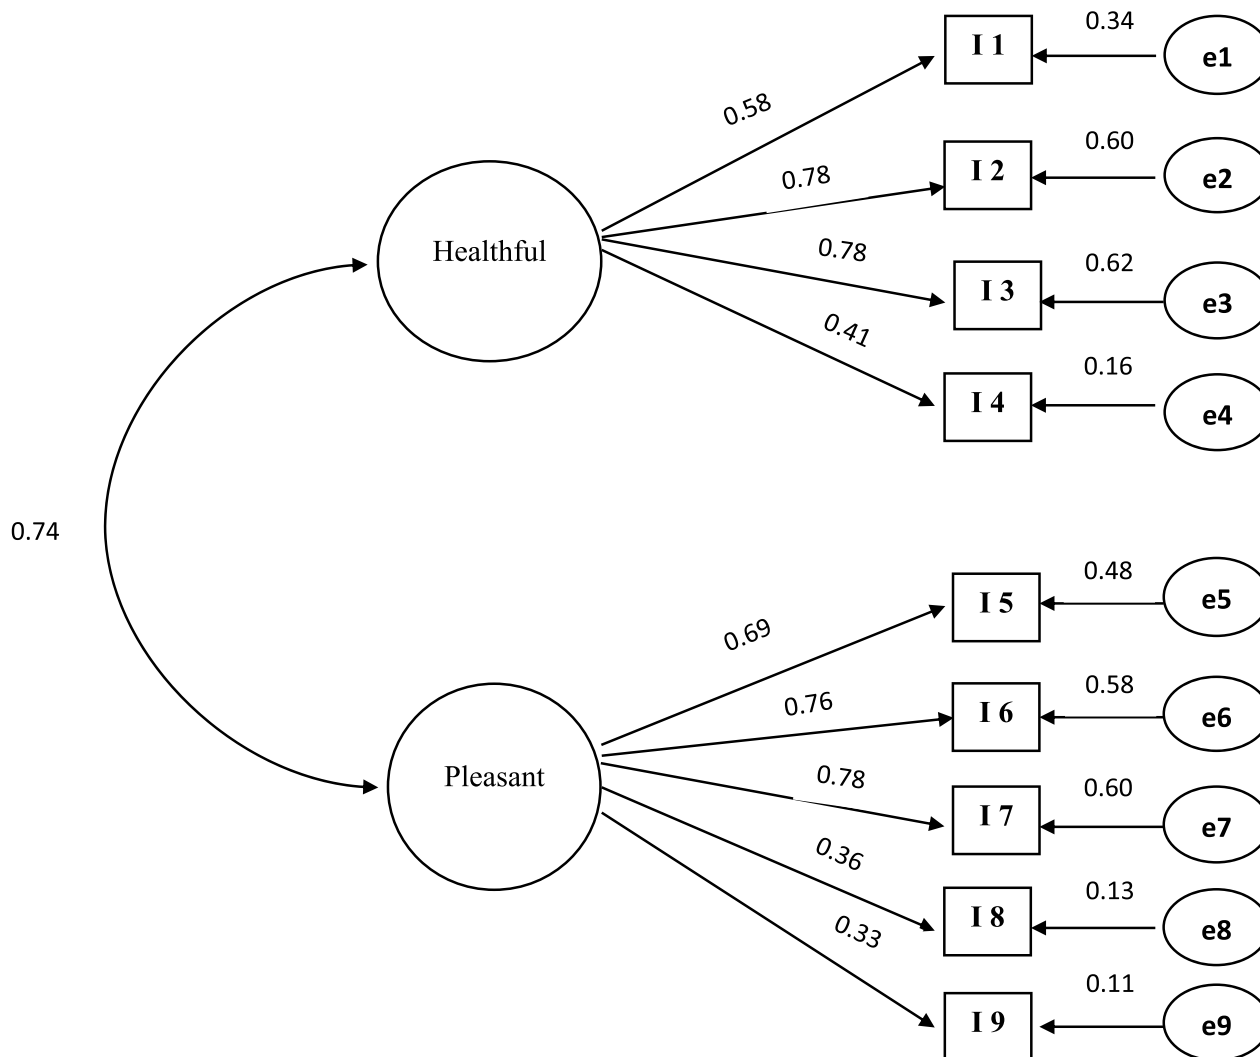 I 1
0.34
e1
0.58
I 2
0.60
e2
0.78
Healthful
0.78
I 3
0.62
e3
0.41
I 4
0.16
e4
0.74
I 5
0.48
e5
0.69
I 6
0.58
e6
0.76
Pleasant
0.78
I 7
0.60
e7
0.36
I 8
0.13
e8
0.33
I 9
0.11
e9